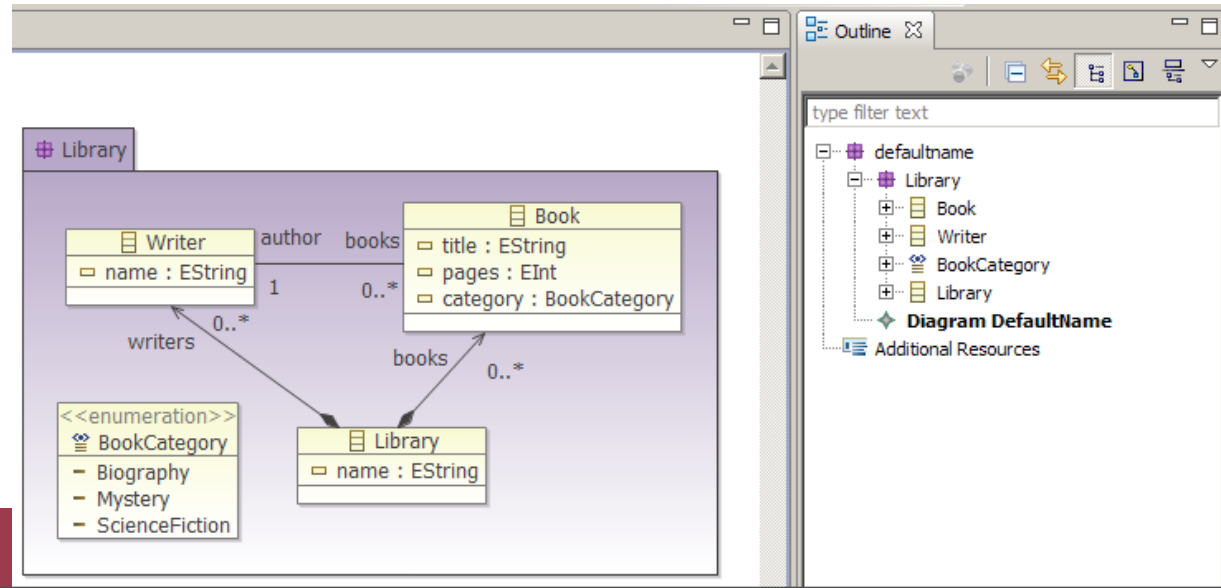 Library
Writer
name : EString
author
books
1
0..*
Book
title : EString
pages : EInt
category : BookCategory
0..*
writers
books
0..*
<<enumeration>>
BookCategory
Biography
Mystery
ScienceFiction
Library
name : EString
Outline
type filter text
defaultname
Library
Book
Writer
BookCategory
Library
Diagram DefaultName
Additional Resources